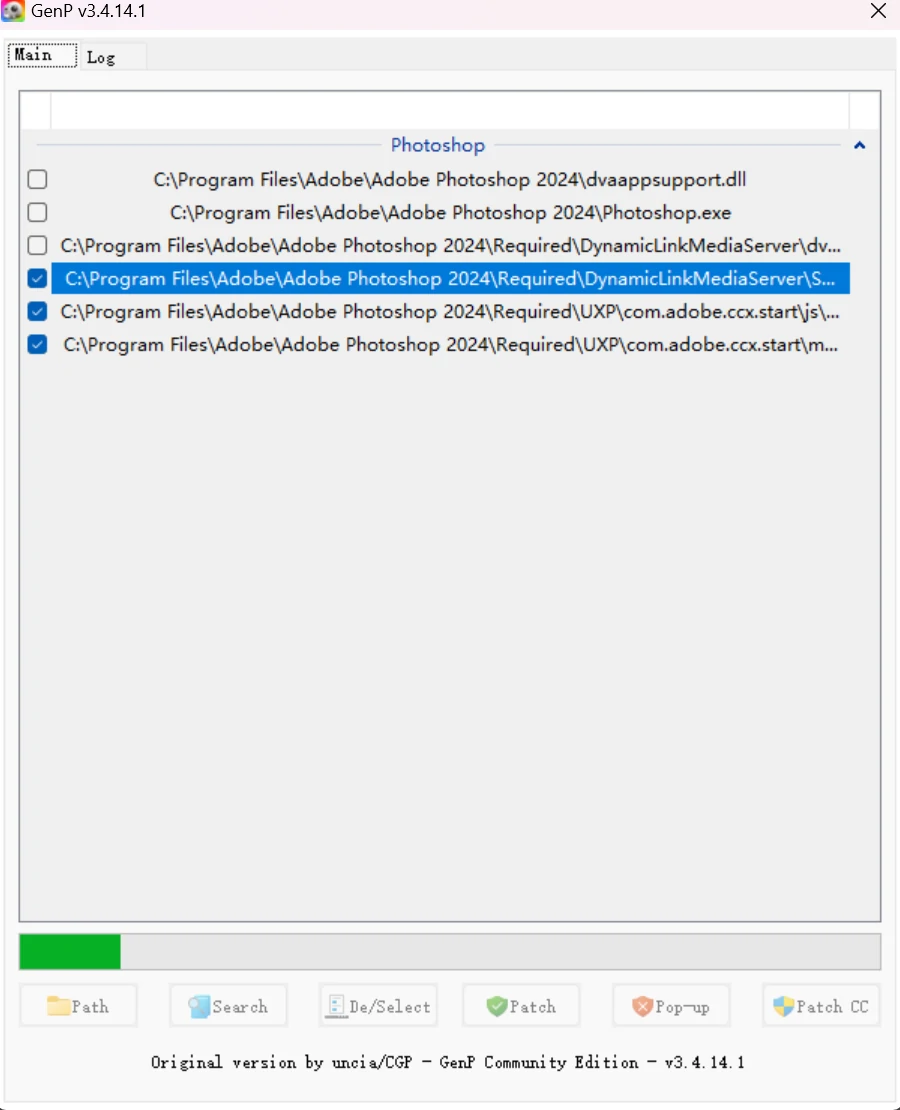 GenP v3.4.14.1
Main
Log
Photoshop
C:\Program Files\Adobe\Adobe Photoshop 2024\dvaappsupport.dll
C:\Program Files\Adobe\Adobe Photoshop 2024\Photoshop.exe
C:\Program Files\Adobe\Adobe Photoshop 2024\Required\DynamicLinkMediaServer\dv...
C:\Program Files\Adobe\Adobe Photoshop 2024\Required\DynamicLinkMediaServer\S...
C:\Program Files\Adobe\Adobe Photoshop 2024\Required\UXP\com.adobe.ccx.start\js\...
C:\Program Files\Adobe\Adobe Photoshop 2024\Required\UXP\com.adobe.ccx.start\m...
Path
Search
De/Select
Patch
Pop-up
Patch CC
Original version by uncia/CGP - GenP Community Edition - v3.4.14.1